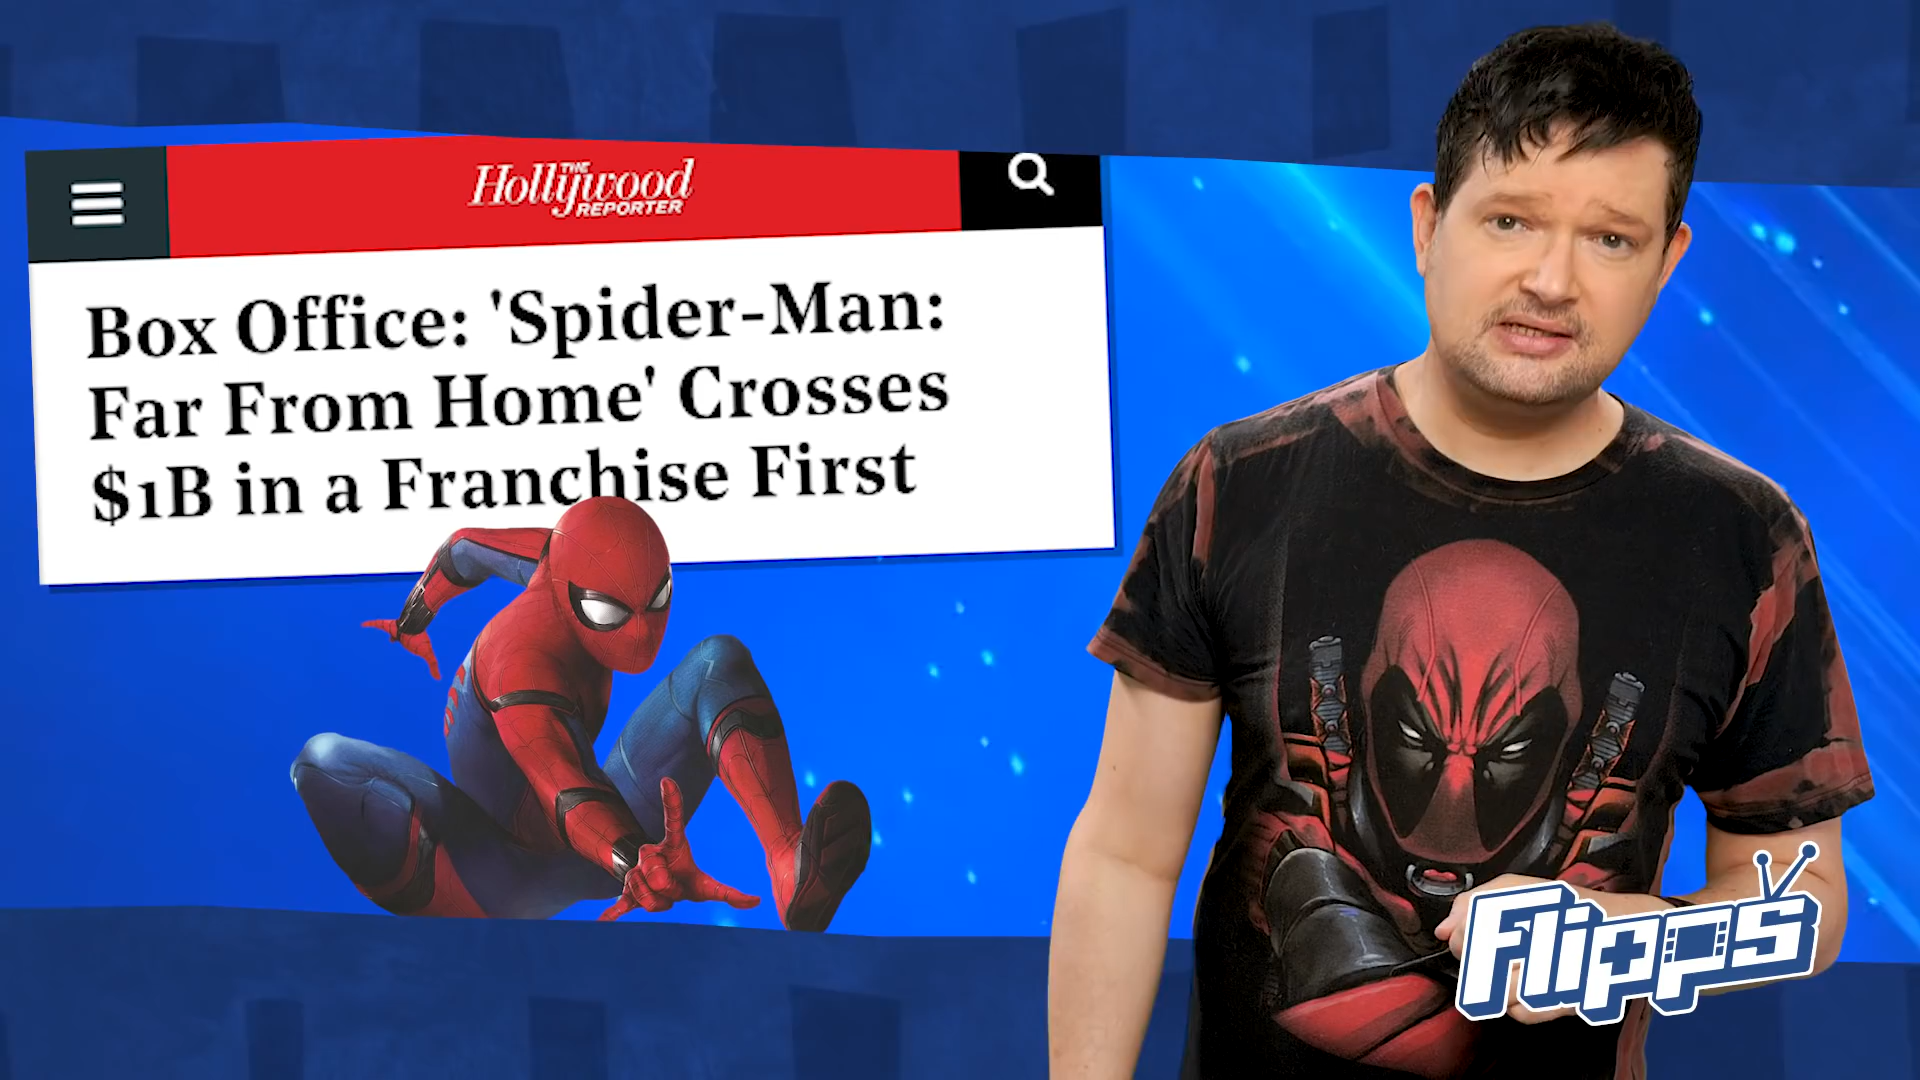 THE
Hollywood
REPORTER
Box Office: 'Spider-Man:
Far From Home' Crosses
$1B in a Franchise First
Flipps